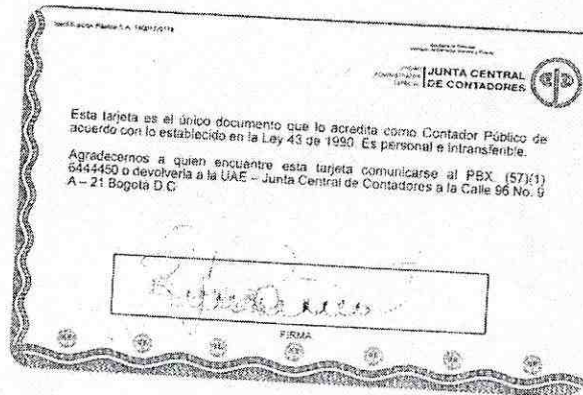 JUNTA CENTRAL
DE CONTADORES
Esta tarjeta es el único documento que lo acredita como Contador Público de
acuerdo con lo establecido en la Ley 43 de 1990. Es personal e intransferible.
Agradecemos a quien encuentre esta tarjeta comunicarse al PBX. (57)(1)
6444450 o devolverla a la UAE – Junta Central de Contadores a la Calle 96 No. 9
A – 21 Bogotá D.C
FIRMA